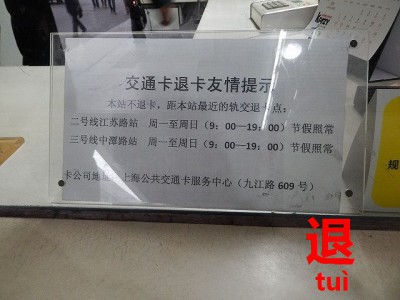 交通卡退卡友情提示
本站不退卡，距本站最近的轨交退卡点：
二号线江苏路站 周一至周日（9：00—19：00）节假照常
三号线中潭路站 周一至周日（9：00—19：00）节假照常
卡公司地址：上海公共交通卡服务中心（九江路 609 号）
规
退
tuì